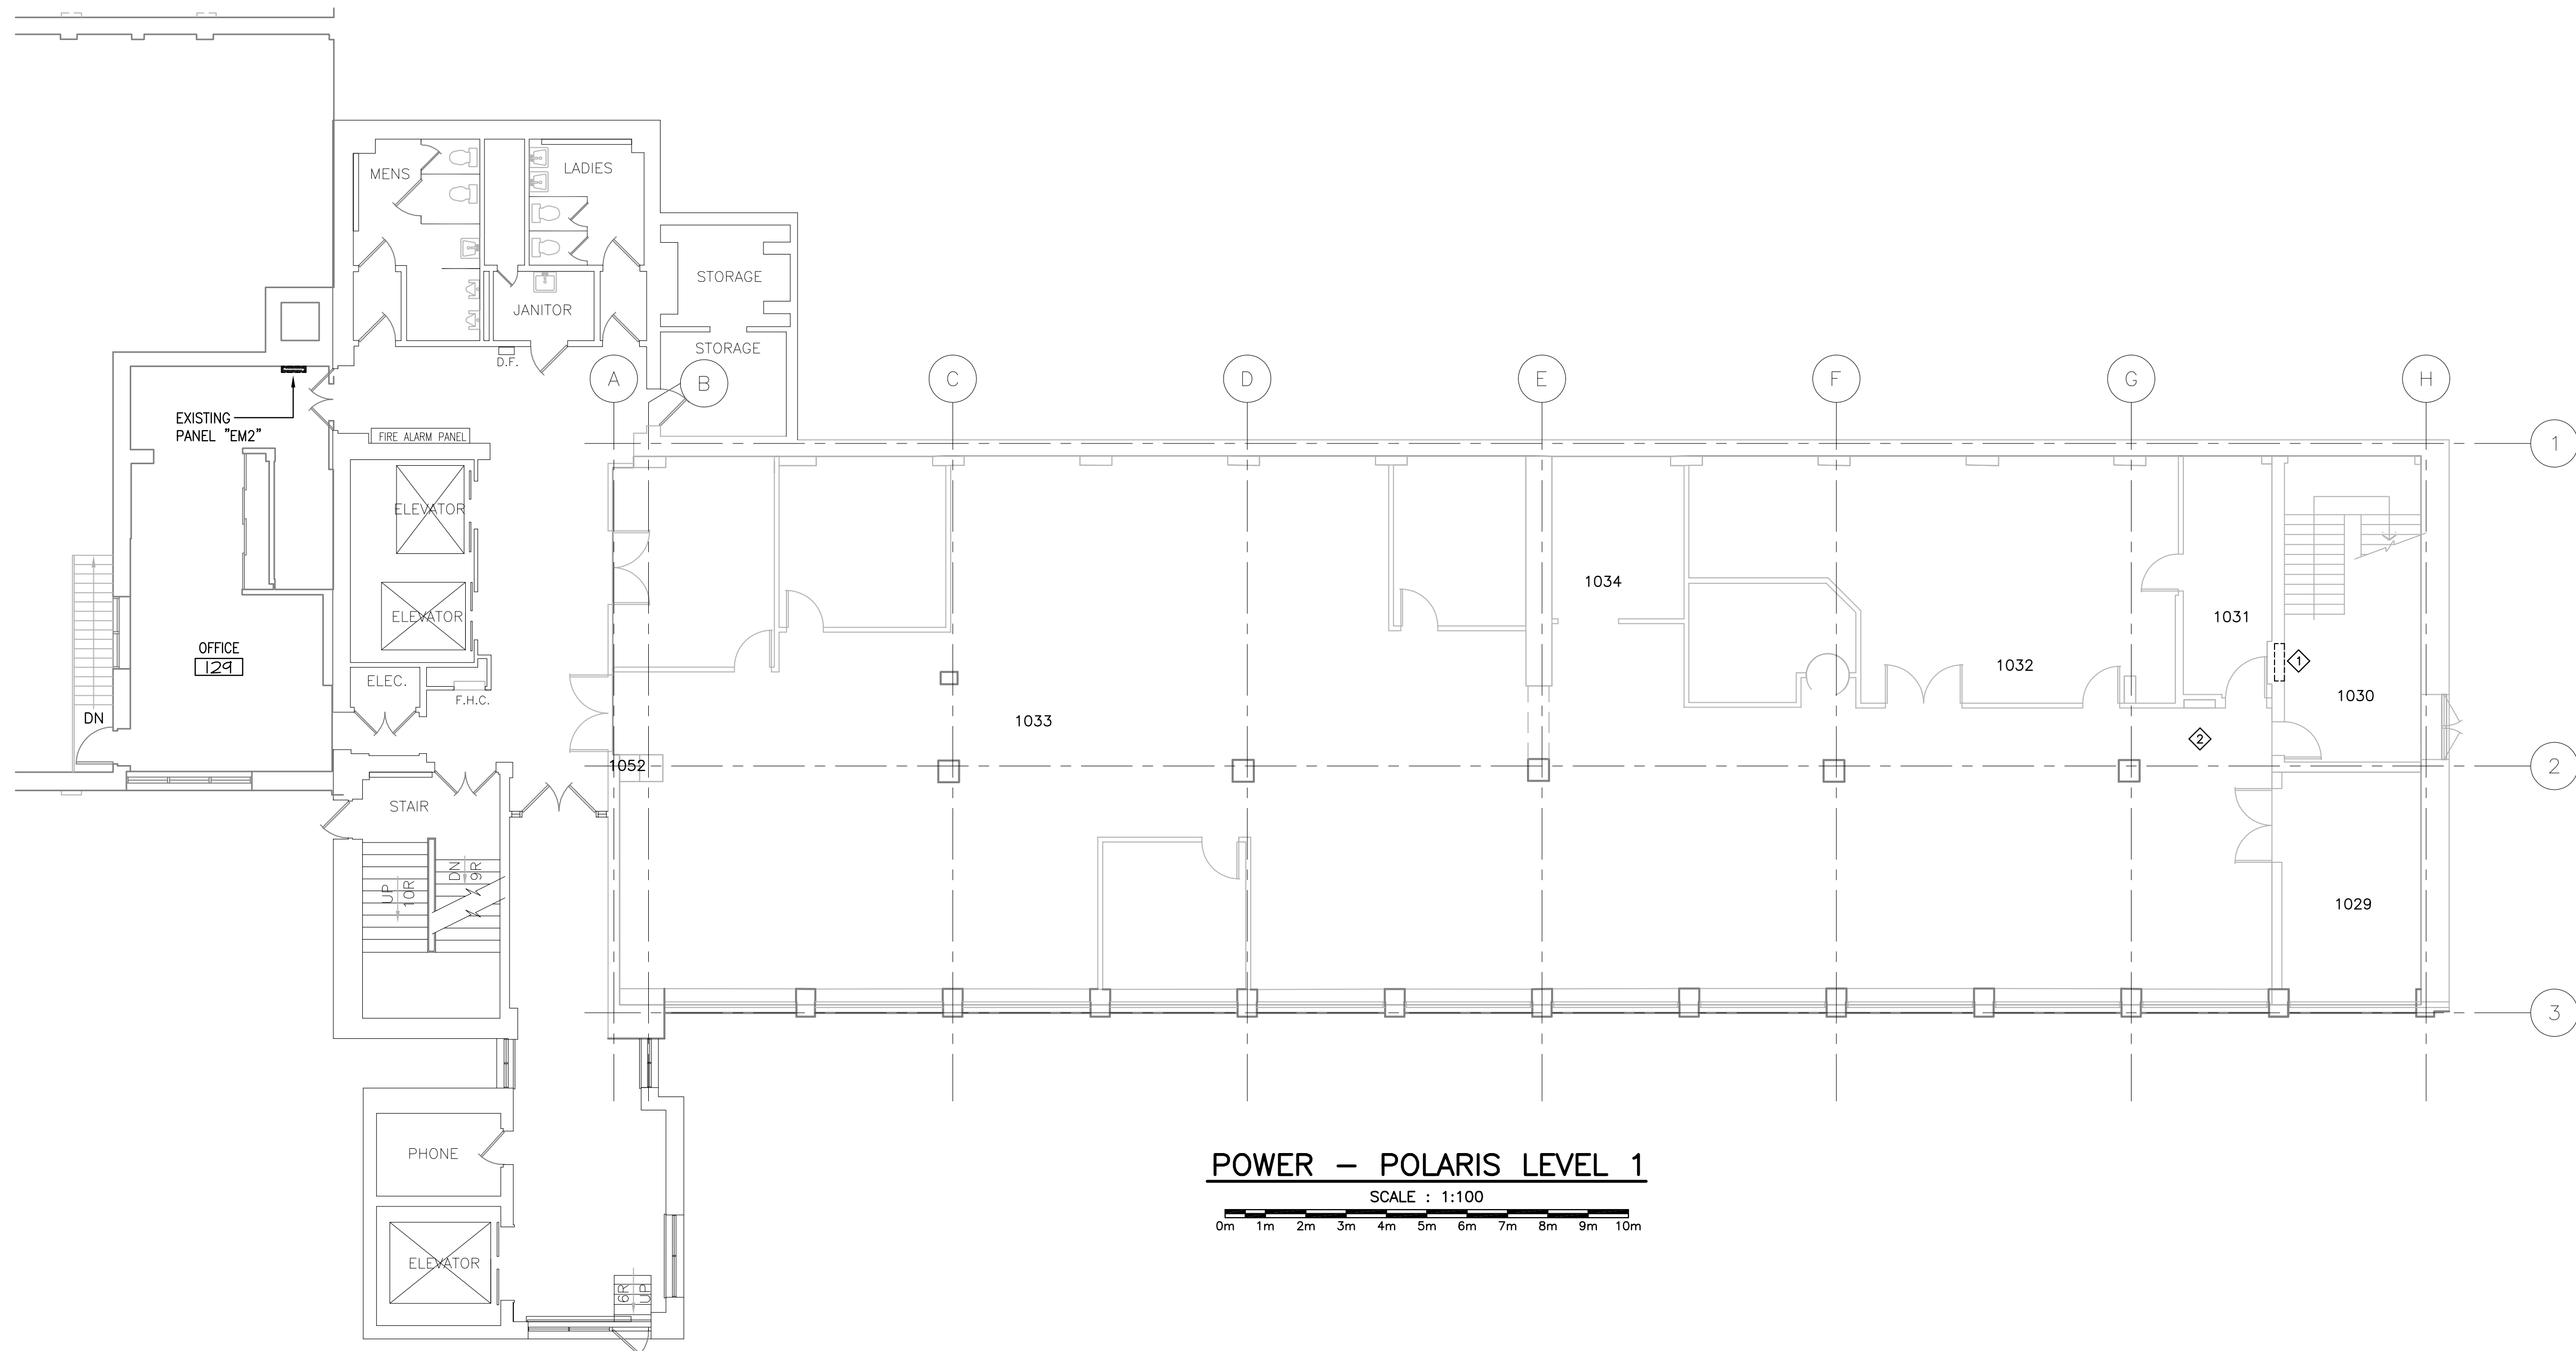 MENS
LADIES
STORAGE
JANITOR
STORAGE
D.F.
A
B
C
D
E
F
G
H
EXISTING
PANEL "EM2"
FIRE ALARM PANEL
1
ELEVATOR
ELEVATOR
1034
1031
OFFICE
129
ELEC.
F.H.C.
1032
1
1030
DN
1033
2
1052
2
STAIR
UP
10R
DN
9R
1029
3
PHONE
ELEVATOR
6R
UP
POWER – POLARIS LEVEL 1
SCALE : 1:100
0m 1m 2m 3m 4m 5m 6m 7m 8m 9m 10m